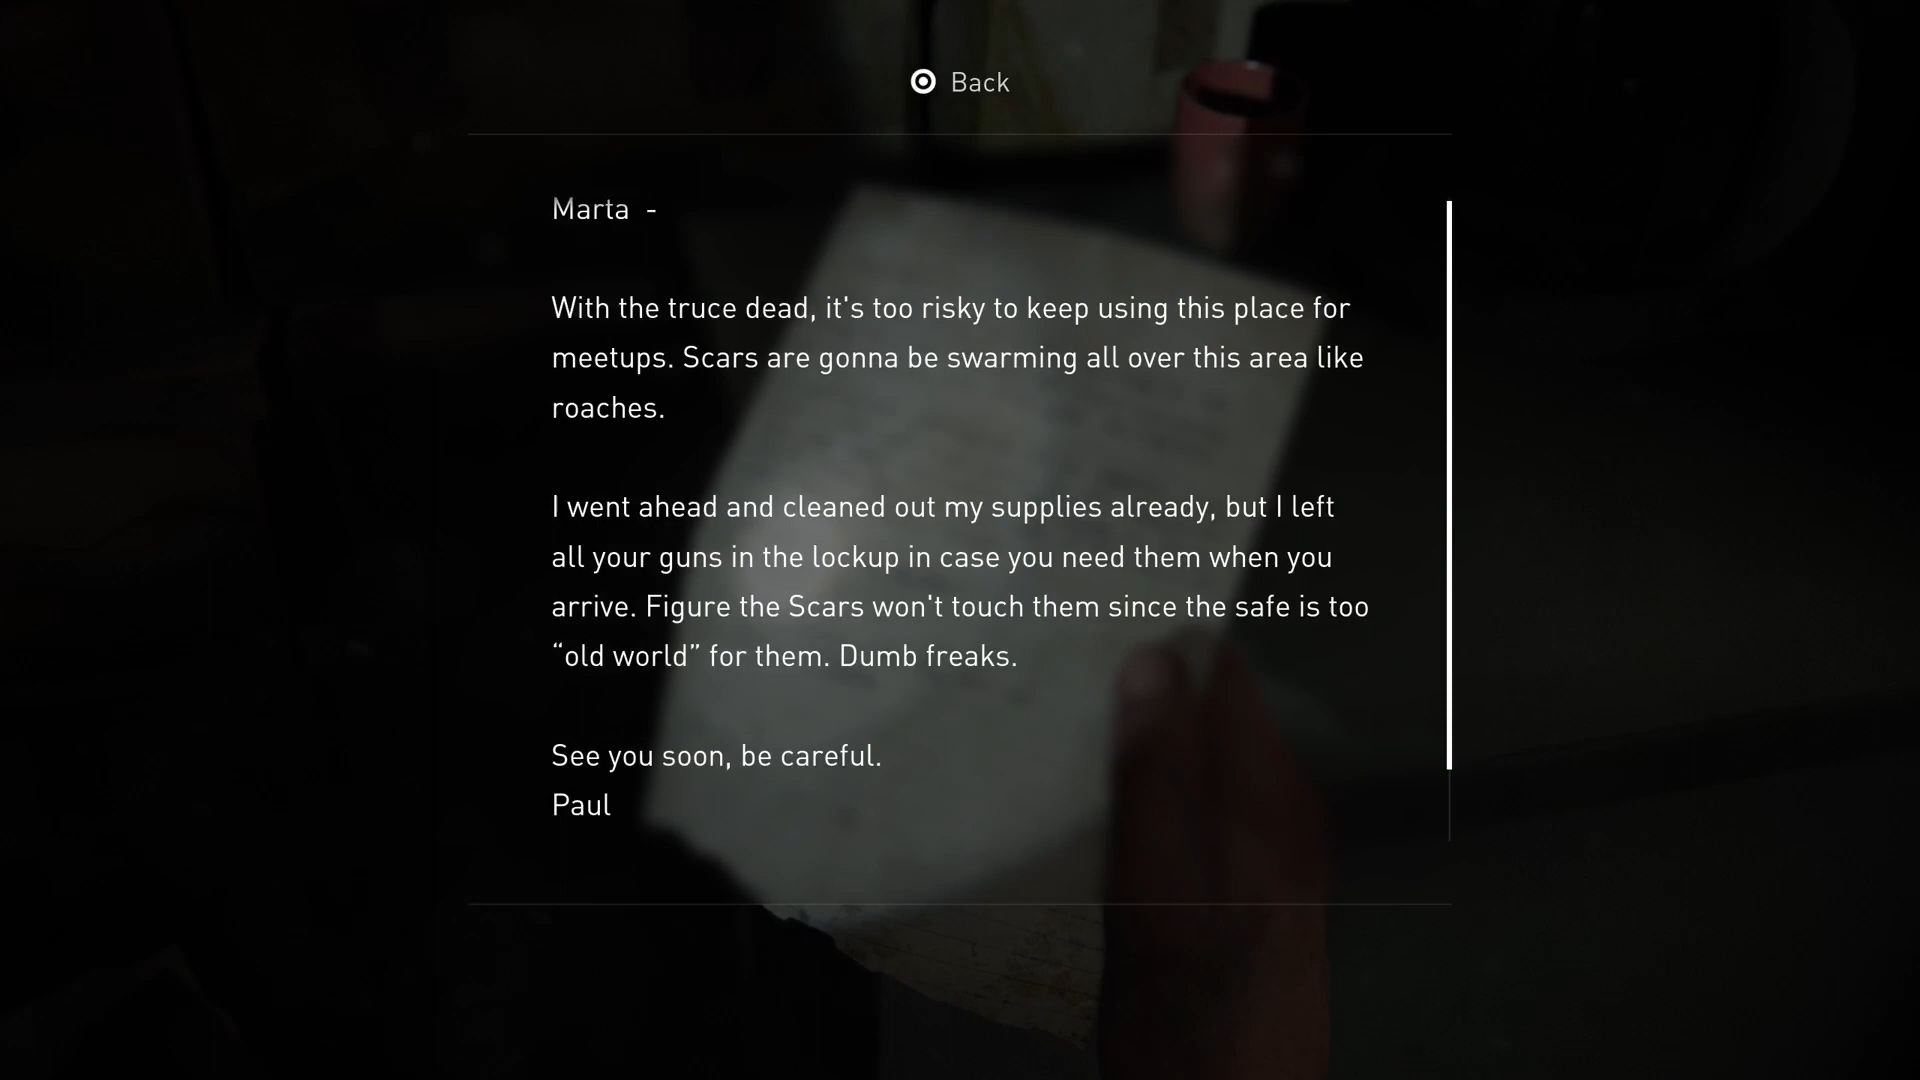 Back
Marta -
With the truce dead, it's too risky to keep using this place for
meetups. Scars are gonna be swarming all over this area like
roaches.
I went ahead and cleaned out my supplies already, but I left
all your guns in the lockup in case you need them when you
arrive. Figure the Scars won't touch them since the safe is too
“old world” for them. Dumb freaks.
See you soon, be careful.
Paul